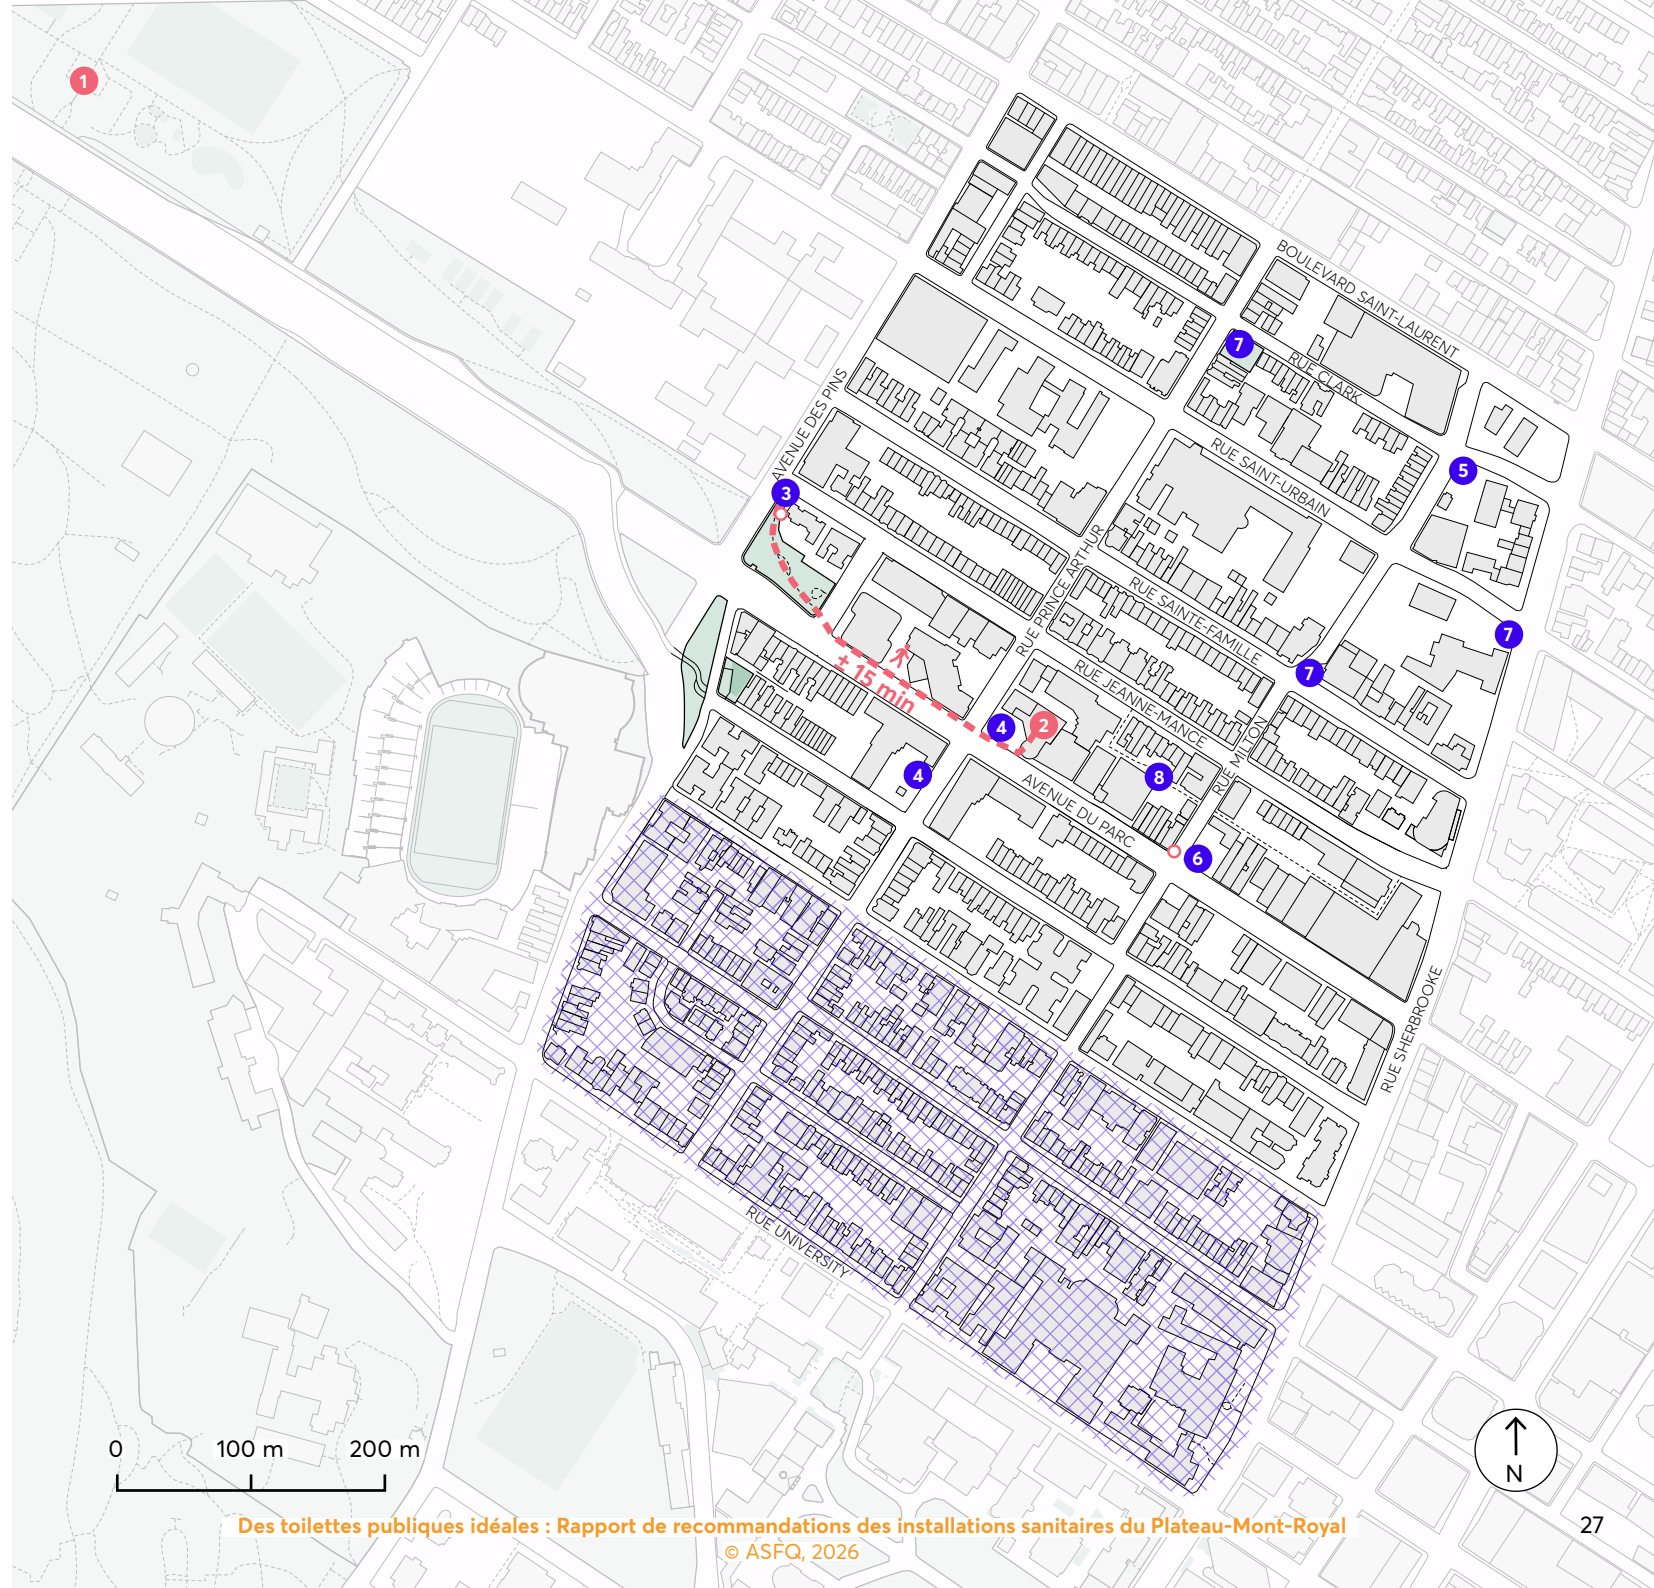 1
BOULEVARD SAINT-LAURENT
7
RUE CLARK
AVENUE DES PINS
RUE SAINT-URBAIN
5
3
RUE PRINCE ARTHUR
RUE SAINTE-FAMILLE
7
7
± 15 min
RUE JEANNE-MANCE
4
2
4
8
RUE MILTON
AVENUE DU PARC
6
RUE SHERBROOKE
RUE UNIVERSITY
0 100 m 200 m
N
Des toilettes publiques idéales : Rapport de recommandations des installations sanitaires du Plateau-Mont-Royal
© ASFQ, 2026
27